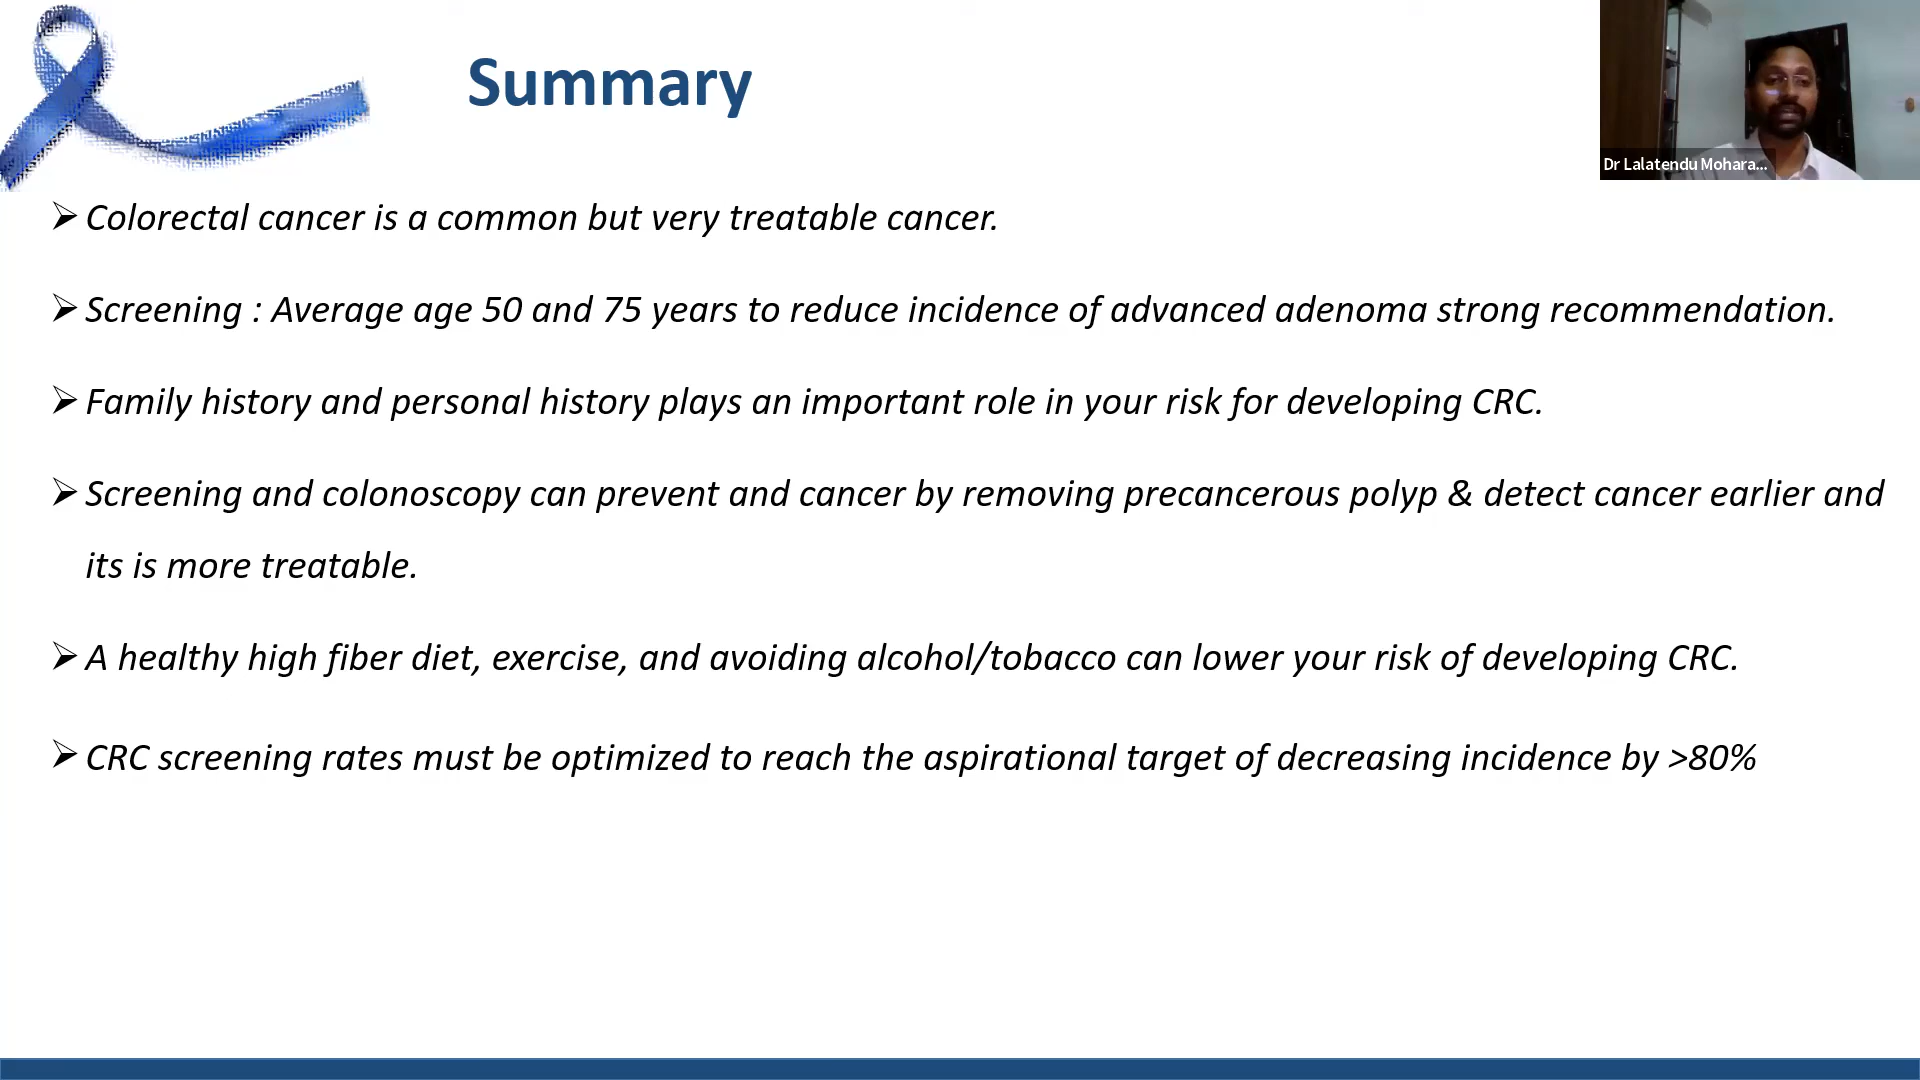 Summary
Dr Lalatendu Mohara...
➢ Colorectal cancer is a common but very treatable cancer.
➢ Screening : Average age 50 and 75 years to reduce incidence of advanced adenoma strong recommendation.
➢ Family history and personal history plays an important role in your risk for developing CRC.
➢ Screening and colonoscopy can prevent and cancer by removing precancerous polyp & detect cancer earlier and
its is more treatable.
➢ A healthy high fiber diet, exercise, and avoiding alcohol/tobacco can lower your risk of developing CRC.
➢ CRC screening rates must be optimized to reach the aspirational target of decreasing incidence by >80%